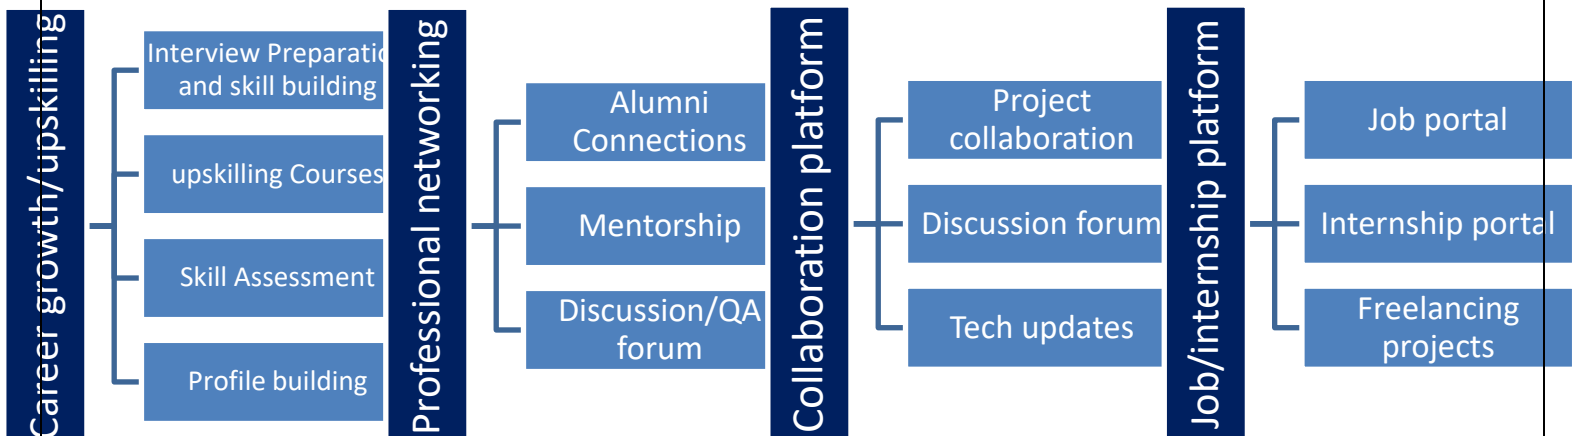 Career growth/upskilling
Interview Preparatio
and skill building
upskilling Courses
Skill Assessment
Profile building
Professional networking
Alumni
Connections
Mentorship
Discussion/QA
forum
Collaboration platform
Project
collaboration
Discussion forum
Tech updates
Job/internship platform
Job portal
Internship portal
Freelancing
projects